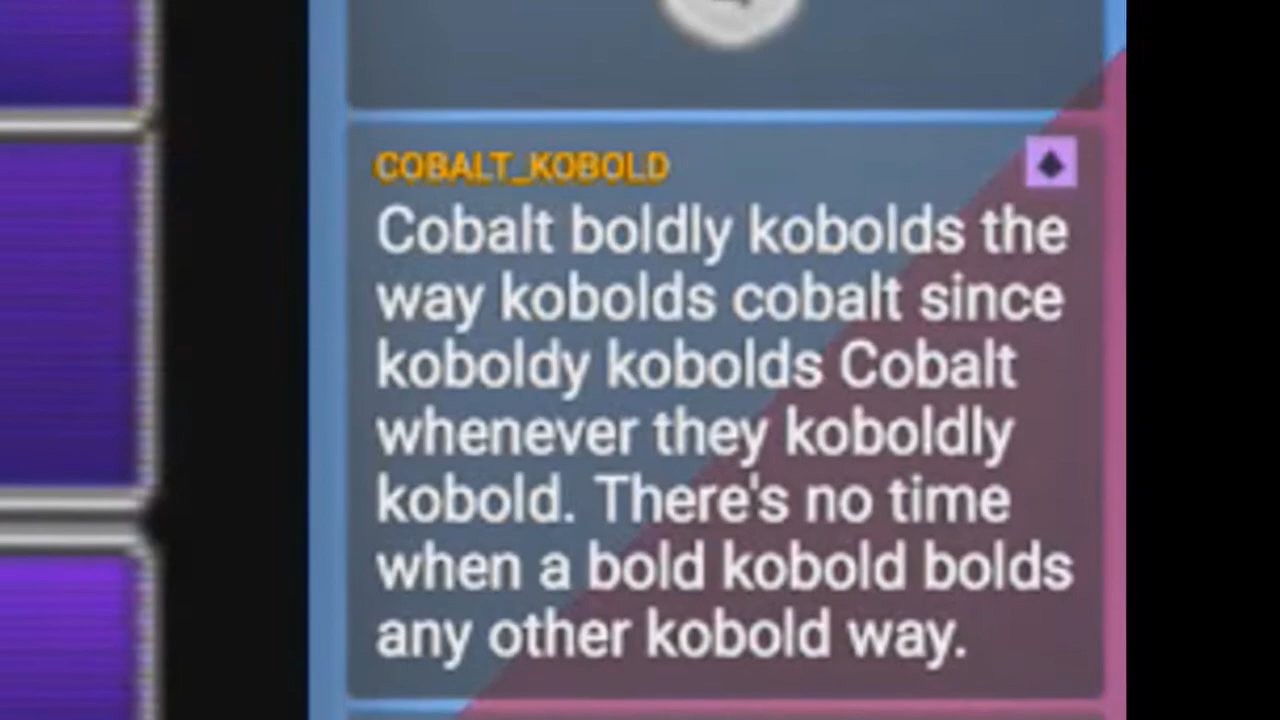 COBALT_KOBOLD
Cobalt boldly kobolds the
way kobolds cobalt since
koboldy kobolds Cobalt
whenever they koboldly
kobold. There's no time
when a bold kobold bolds
any other kobold way.